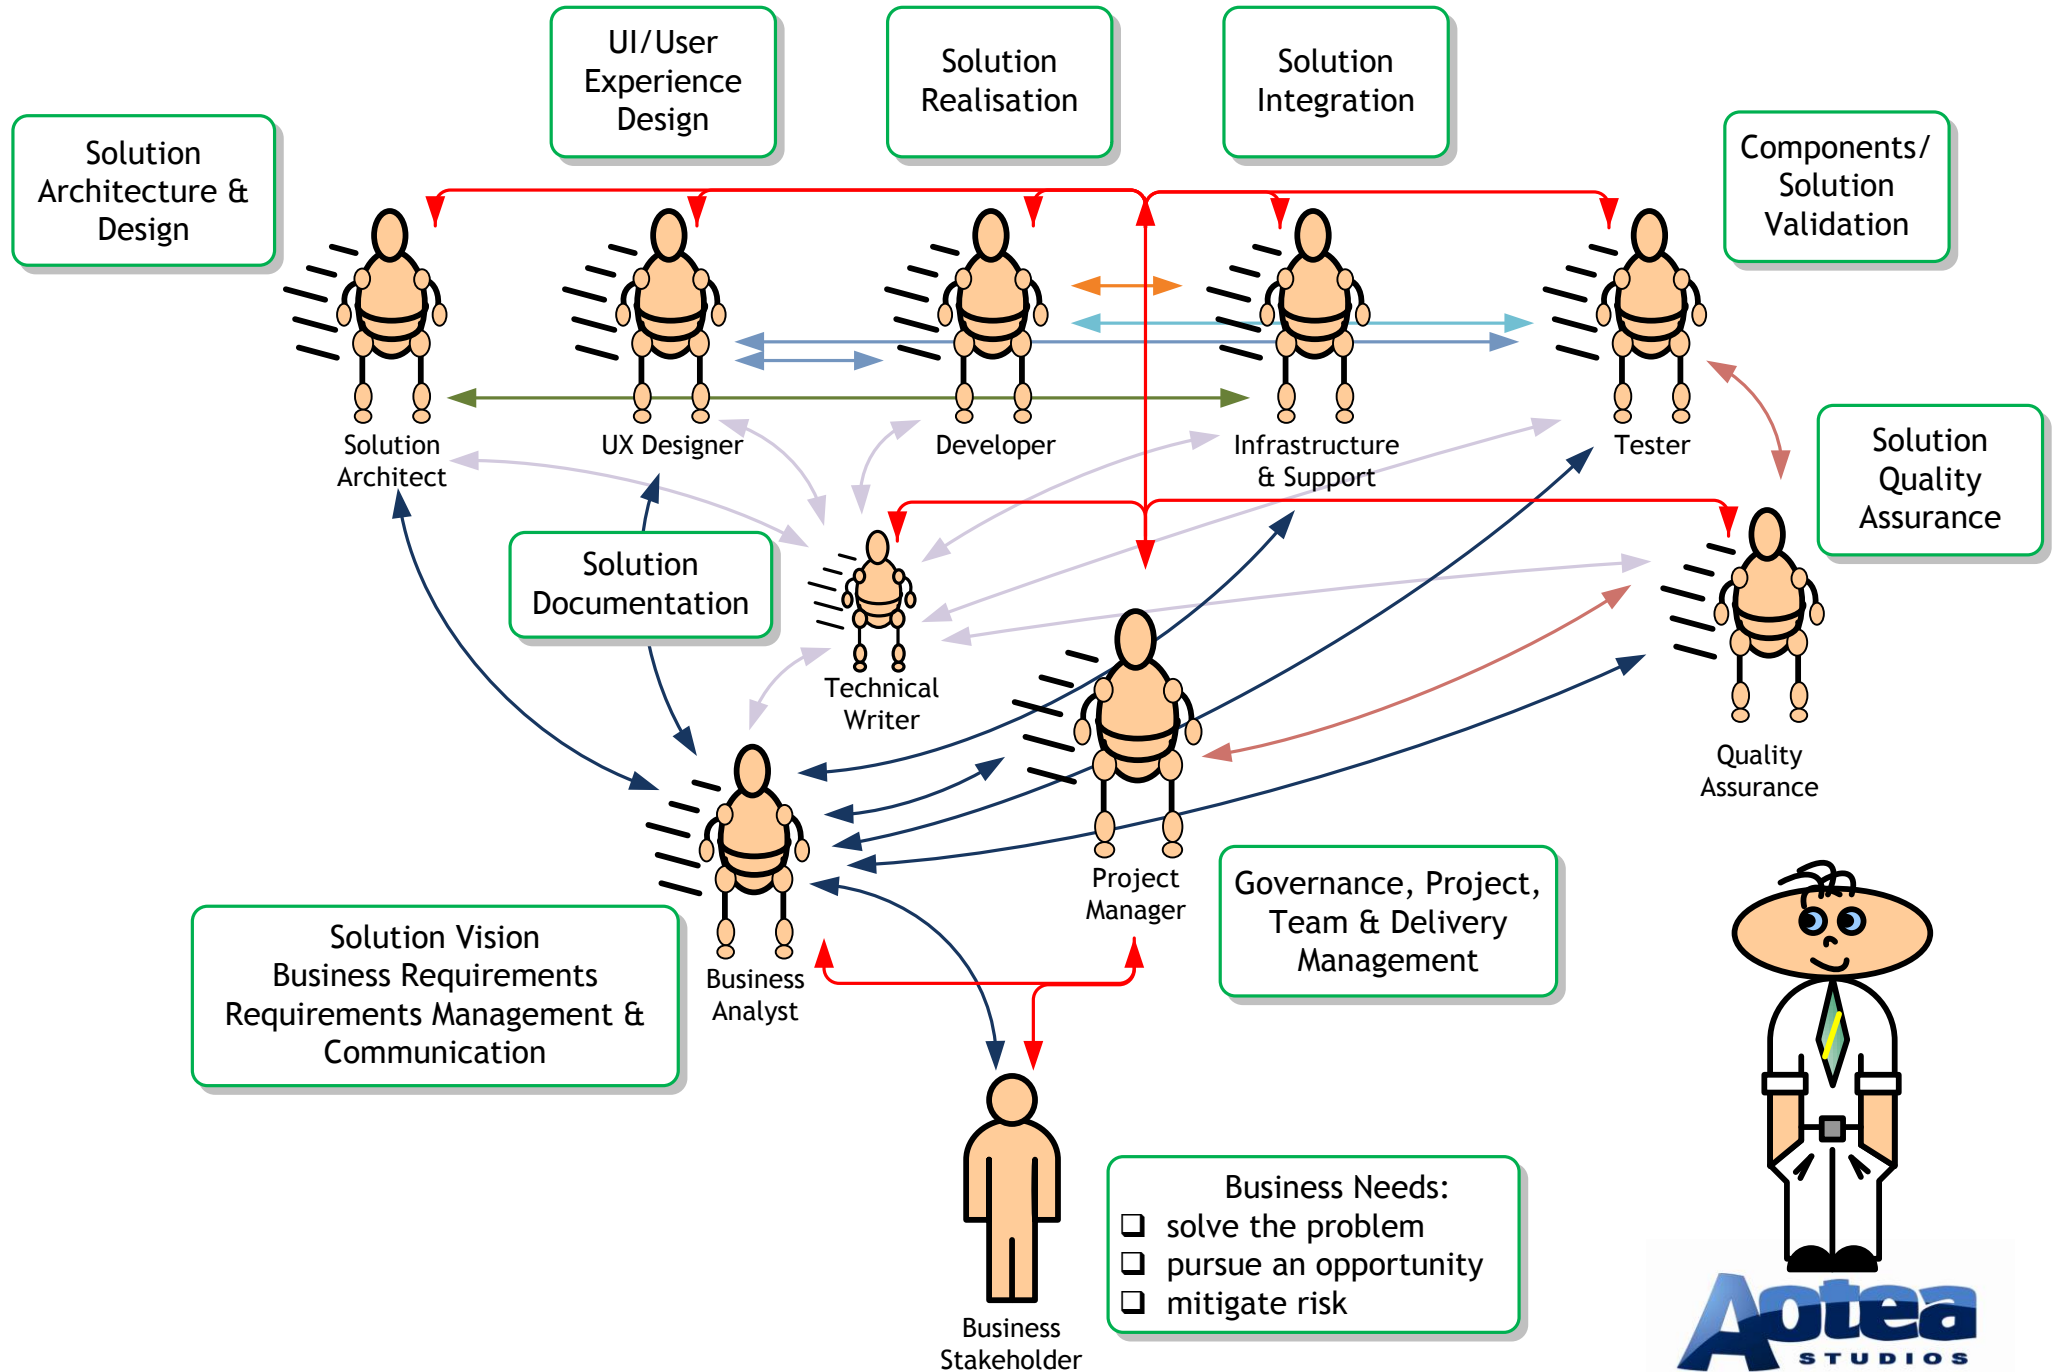 UI/User
Experience
Design
Solution
Realisation
Solution
Integration
Solution
Architecture &
Design
Components/
Solution
Validation
Solution
Architect
UX Designer
Developer
Infrastructure
& Support
Tester
Solution
Quality
Assurance
Solution
Documentation
Technical
Writer
Quality
Assurance
Project
Manager
Governance, Project,
Team & Delivery
Management
Solution Vision
Business Requirements
Requirements Management &
Communication
Business
Analyst
Business Needs:
❑ solve the problem
❑ pursue an opportunity
❑ mitigate risk
Business
Stakeholder
Aotea
STUDIOS